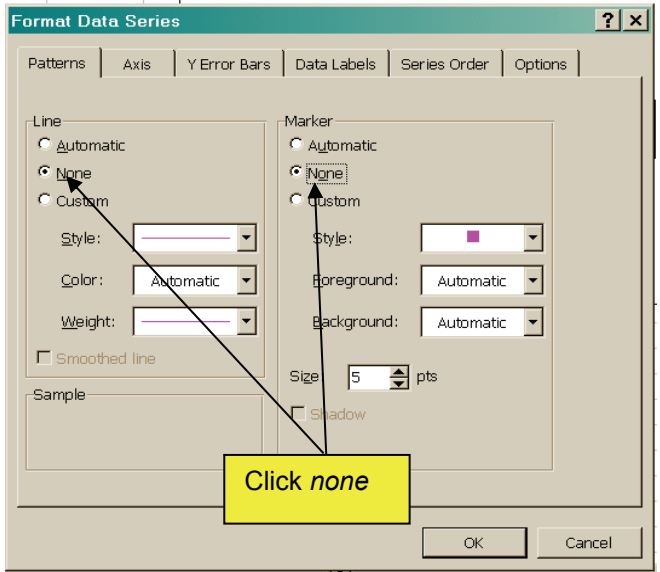 Format Data Series
Patterns Axis Y Error Bars Data Labels Series Order Options
Line
Automatic
None
Custom
Style:
Color: Automatic
Weight:
Smoothed line
Sample
Marker
Automatic
None
Custom
Style:
Foreground: Automatic
Background: Automatic
Size 5 pts
Shadow
Click none
OK Cancel